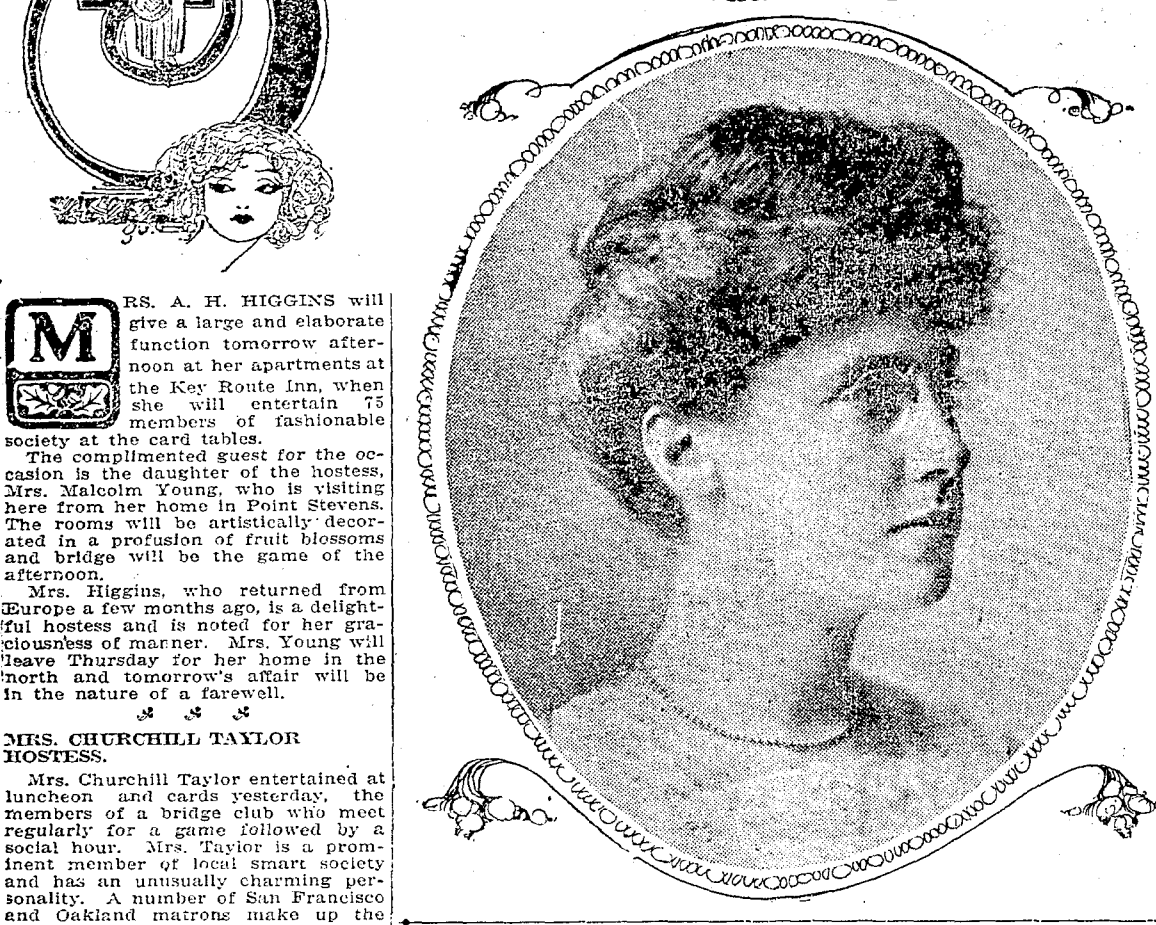 MRS. A. H. HIGGINS will
give a large and elaborate
function tomorrow after-
noon at her apartments at
the Key Route Inn, when
she will entertain 75
members of fashionable
society at the card tables.
The complimented guest for the oc-
casion is the daughter of the hostess,
Mrs. Malcolm Young, who is visiting
here from her home in Point Stevens.
The rooms will be artistically decor-
ated in a profusion of fruit blossoms
and bridge will be the game of the
afternoon.
Mrs. Higgins, who returned from
Europe a few months ago, is a delight-
ful hostess and is noted for her gra-
ciousness of manner. Mrs. Young will
leave Thursday for her home in the
north and tomorrow's affair will be
in the nature of a farewell.
MRS. CHURCHILL TAYLOR
HOSTESS.
Mrs. Churchill Taylor entertained at
luncheon and cards yesterday, the
members of a bridge club who meet
regularly for a game followed by a
social hour. Mrs. Taylor is a prom-
inent member of local smart society
and has an unusually charming per-
sonality. A number of San Francisco
and Oakland matrons make up the